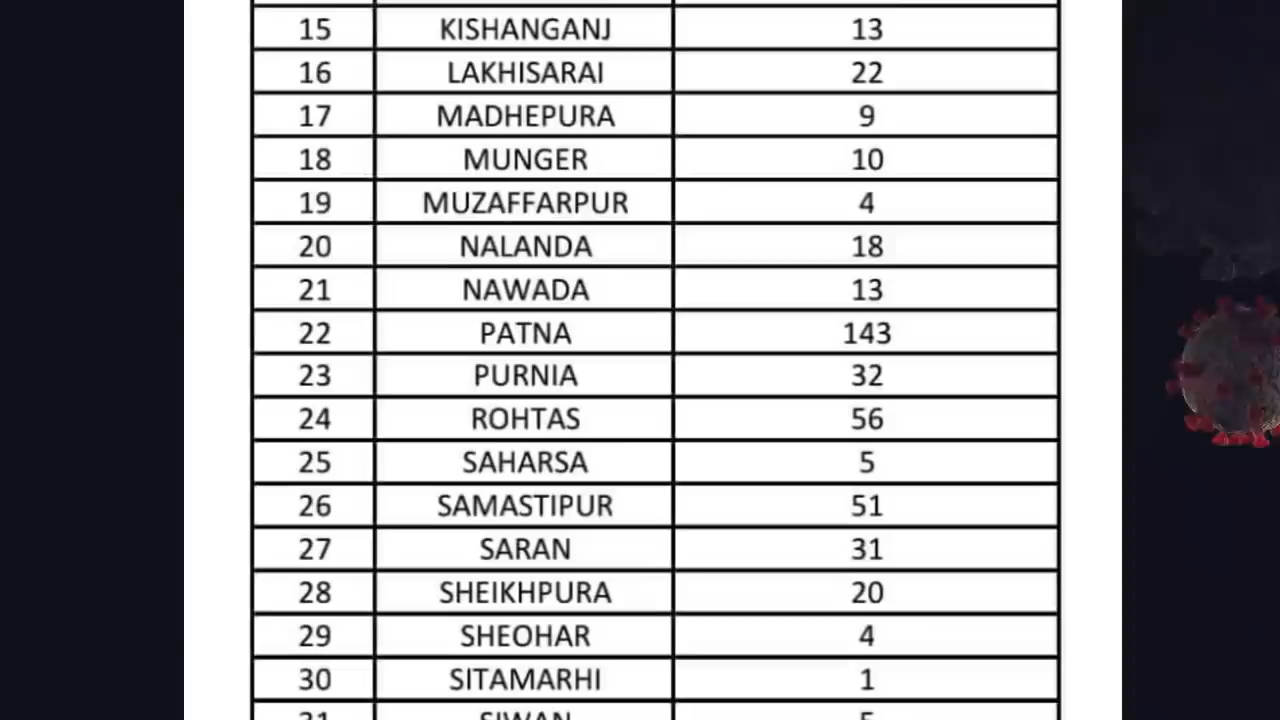 15 KISHANGANJ 13
16 LAKHISARAI 22
17 MADHEPURA 9
18 MUNGER 10
19 MUZAFFARPUR 4
20 NALANDA 18
21 NAWADA 13
22 PATNA 143
23 PURNIA 32
24 ROHTAS 56
25 SAHARSA 5
26 SAMASTIPUR 51
27 SARAN 31
28 SHEIKHPURA 20
29 SHEOHAR 4
30 SITAMARHI 1
31 SIWAN